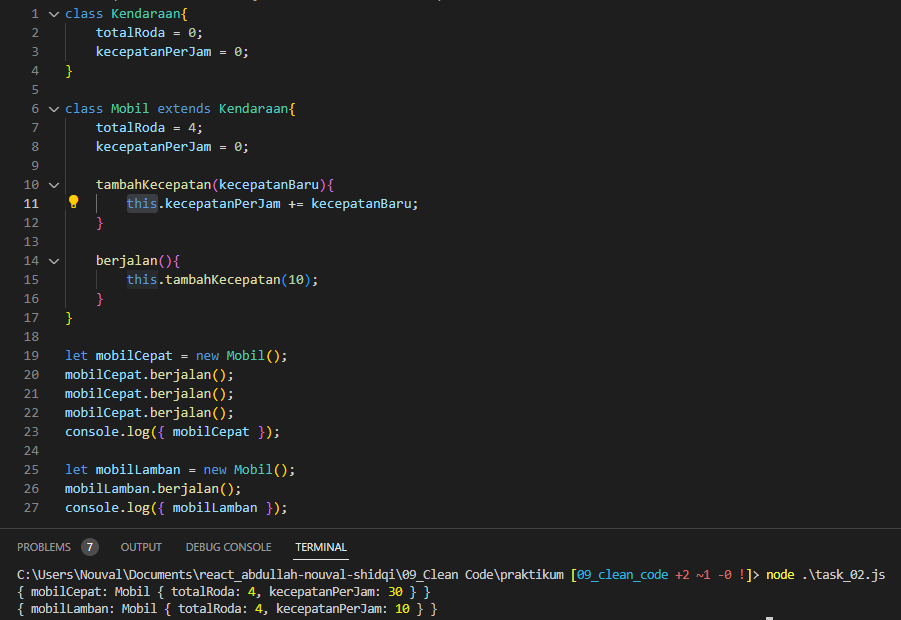 1 class Kendaraan{
2 totalRoda = 0;
3 kecepatanPerJam = 0;
4 }
5
6 class Mobil extends Kendaraan{
7 totalRoda = 4;
8 kecepatanPerJam = 0;
9
10 tambahKecepatan(kecepatanBaru){
11 this.kecepatanPerJam += kecepatanBaru;
12 }
13
14 berjalan(){
15 this.tambahKecepatan(10);
16 }
17 }
18
19 let mobilCepat = new Mobil();
20 mobilCepat.berjalan();
21 mobilCepat.berjalan();
22 mobilCepat.berjalan();
23 console.log({ mobilCepat });
24
25 let mobilLamban = new Mobil();
26 mobilLamban.berjalan();
27 console.log({ mobilLamban });
PROBLEMS 7 OUTPUT DEBUG CONSOLE TERMINAL
C:\Users\Nouval\Documents\react_abdullah-nouval-shidqi\09_Clean Code\praktikum [09_clean_code +2 ~1 -0 !]> node .\task_02.js
{ mobilCepat: Mobil { totalRoda: 4, kecepatanPerJam: 30 } }
{ mobilLamban: Mobil { totalRoda: 4, kecepatanPerJam: 10 } }